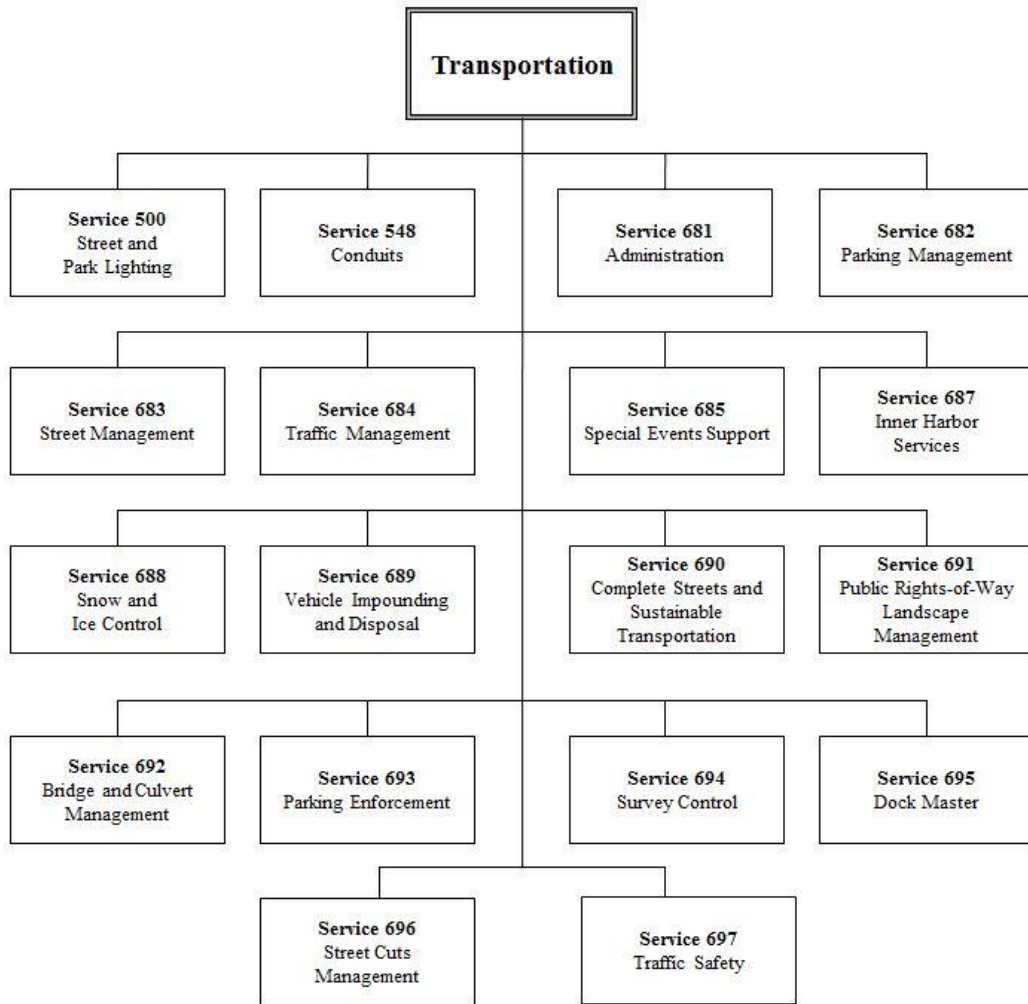 Transportation
Service 500
Street and
Park Lighting
Service 548
Conduits
Service 681
Administration
Service 682
Parking Management
Service 683
Street Management
Service 684
Traffic Management
Service 685
Special Events Support
Service 687
Inner Harbor
Services
Service 688
Snow and
Ice Control
Service 689
Vehicle Impounding
and Disposal
Service 690
Complete Streets and
Sustainable
Transportation
Service 691
Public Rights-of-Way
Landscape
Management
Service 692
Bridge and Culvert
Management
Service 693
Parking Enforcement
Service 694
Survey Control
Service 695
Dock Master
Service 696
Street Cuts
Management
Service 697
Traffic Safety